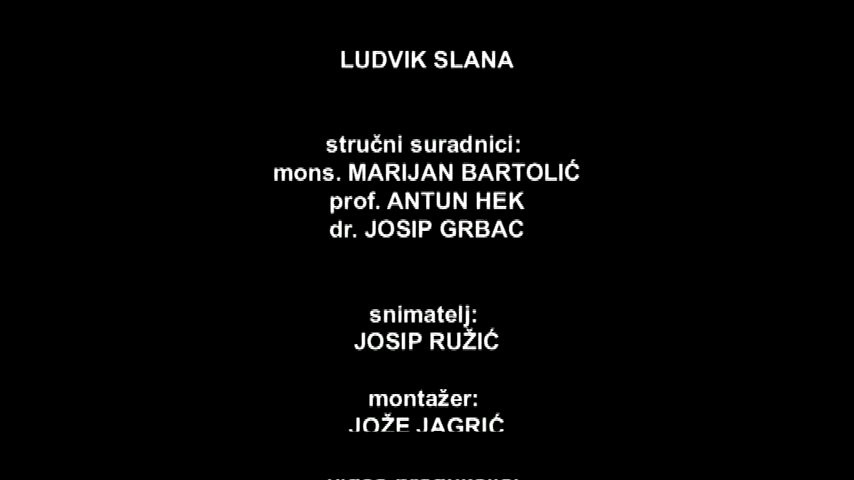 LUDVIK SLANA
stručni suradnici:
mons. MARIJAN BARTOLIĆ
prof. ANTUN HEK
dr. JOSIP GRBAC
snimatelj:
JOSIP RUŽIĆ
montažer:
JOŽE JAGRIĆ